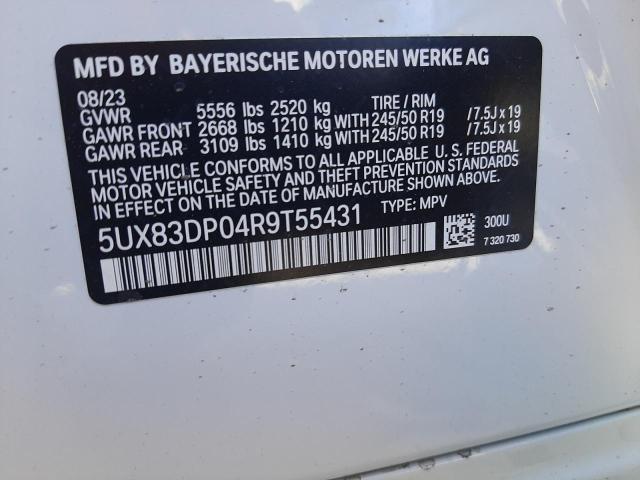 MFD BY BAYERISCHE MOTOREN WERKE AG
08/23
GVWR 5556 lbs 2520 kg TIRE / RIM
GAWR FRONT 2668 lbs 1210 kg WITH 245/50 R19 / 7.5J x 19
GAWR REAR 3109 lbs 1410 kg WITH 245/50 R19 / 7.5J x 19
THIS VEHICLE CONFORMS TO ALL APPLICABLE U. S. FEDERAL
MOTOR VEHICLE SAFETY AND THEFT PREVENTION STANDARDS
IN EFFECT ON THE DATE OF MANUFACTURE SHOWN ABOVE.
5UX83DP04R9T55431 TYPE: MPV
300U
7 320 730